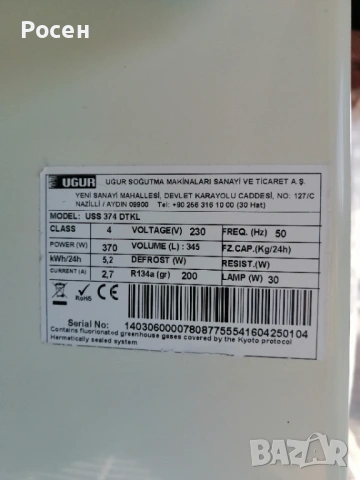 Росен
UGUR
UGUR SOĞUTMA MAKİNALARI SANAYİ VE TİCARET A.Ş.
YENİ SANAYİ MAHALLESİ, DEVLET KARAYOLU CADDESİ, NO: 127/C
NAZİLLİ / AYDIN 09900 Tel: +90 256 316 10 00 (30 Hat)
MODEL: USS 374 DTKL
CLASS 4 VOLTAGE(V) 230 FREQ. (Hz) 50
POWER (W) 370 VOLUME (L) : 345 FZ.CAP.(Kg/24h)
kWh/24h 5,2 DEFROST (W) RESIST.(W)
CURRENT (A) 2,7 R134a (gr) 200 LAMP (W) 30
RoHS CE
Serial No: 1403060000780877555541604250104
Contains fluorionated greenhouse gases covered by the Kyoto protocol
Hermetically sealed system
BAZAR
bg